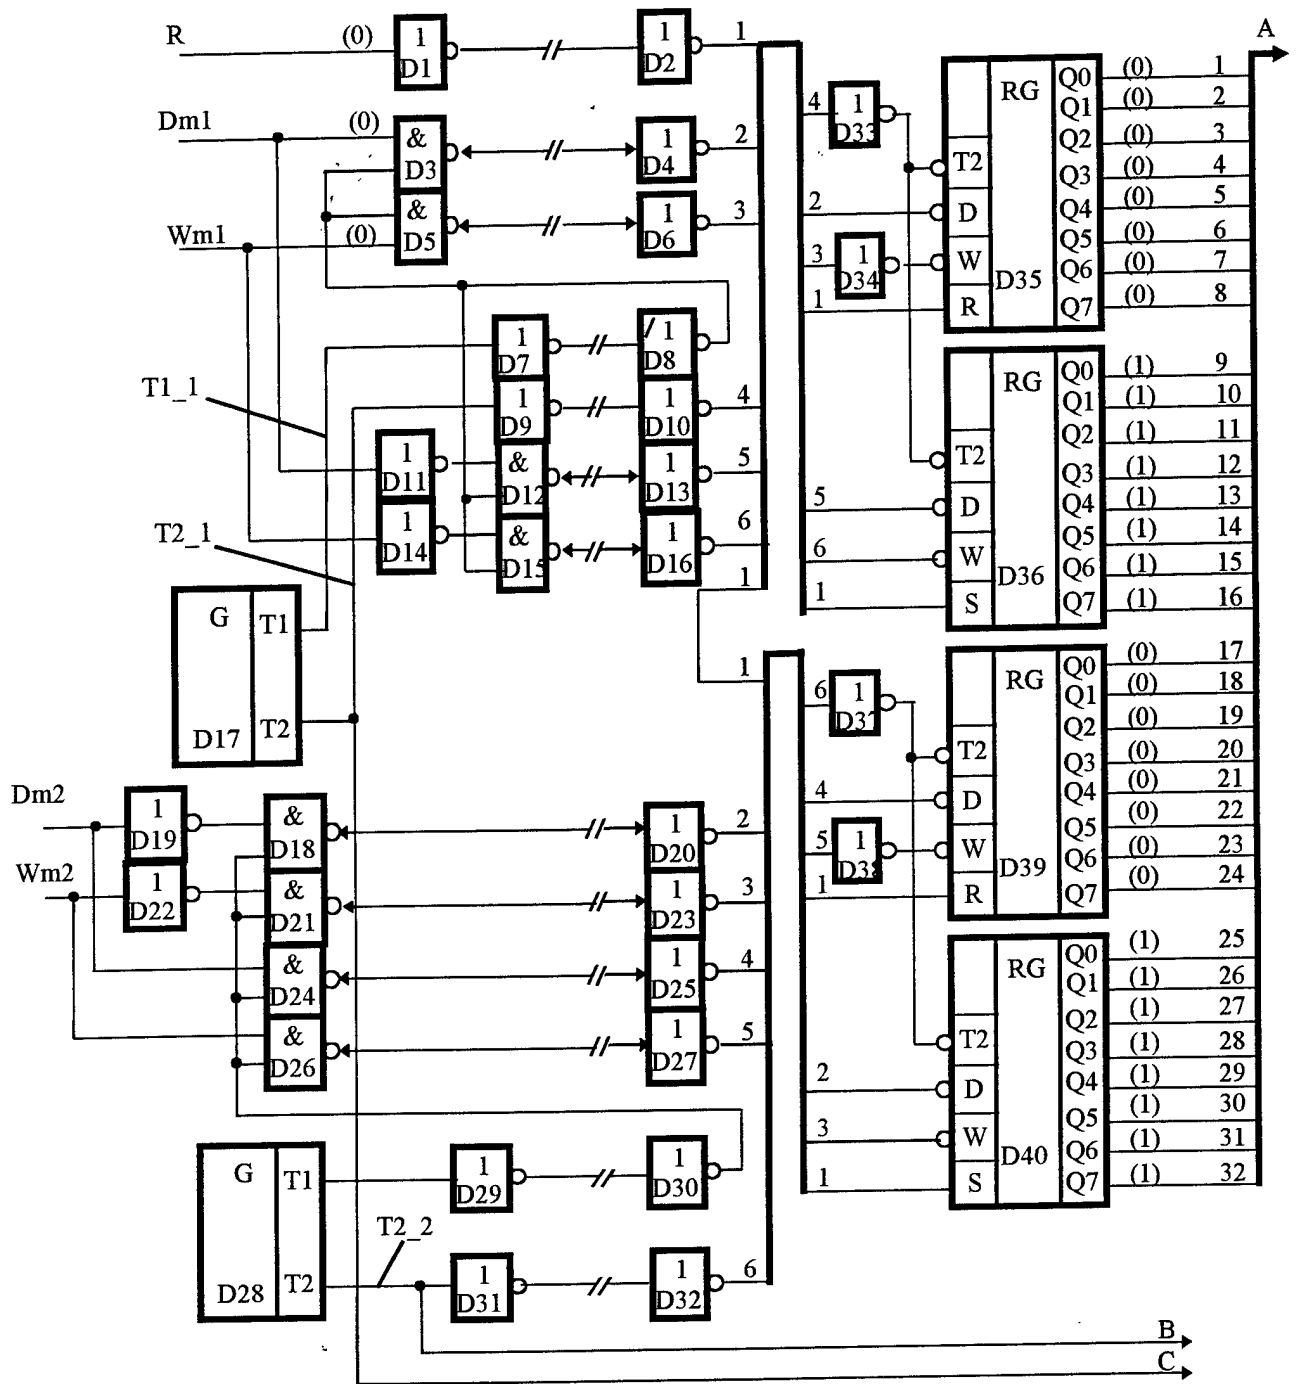 R (0) 1 D1 1 D2 1
A
Dm1 (0) & D3 1 D4 2
Wm1 (0) & D5 1 D6 3
1 D7 1 D8
T1_1
1 D9 1 D10 4
1 D11 & D12 1 D13 5
T2_1
1 D14 & D15 1 D16 6
1
G T1 T2 D17
1
4 1 D33
2
3 1 D34
1
RG T2 D W R D35
Q0 (0) 1
Q1 (0) 2
Q2 (0) 3
Q3 (0) 4
Q4 (0) 5
Q5 (0) 6
Q6 (0) 7
Q7 (0) 8
5
6
1
RG T2 D W S D36
Q0 (1) 9
Q1 (1) 10
Q2 (1) 11
Q3 (1) 12
Q4 (1) 13
Q5 (1) 14
Q6 (1) 15
Q7 (1) 16
Dm2 1 D19 & D18 1 D20 2
Wm2 1 D22 & D21 1 D23 3
& D24 1 D25 4
& D26 1 D27 5
G T1 T2 D28
1 D29 1 D30
T2_2
1 D31 1 D32 6
6 1 D37
4
5 1 D38
1
RG T2 D W R D39
Q0 (0) 17
Q1 (0) 18
Q2 (0) 19
Q3 (0) 20
Q4 (0) 21
Q5 (0) 22
Q6 (0) 23
Q7 (0) 24
2
3
1
RG T2 D W S D40
Q0 (1) 25
Q1 (1) 26
Q2 (1) 27
Q3 (1) 28
Q4 (1) 29
Q5 (1) 30
Q6 (1) 31
Q7 (1) 32
B
C